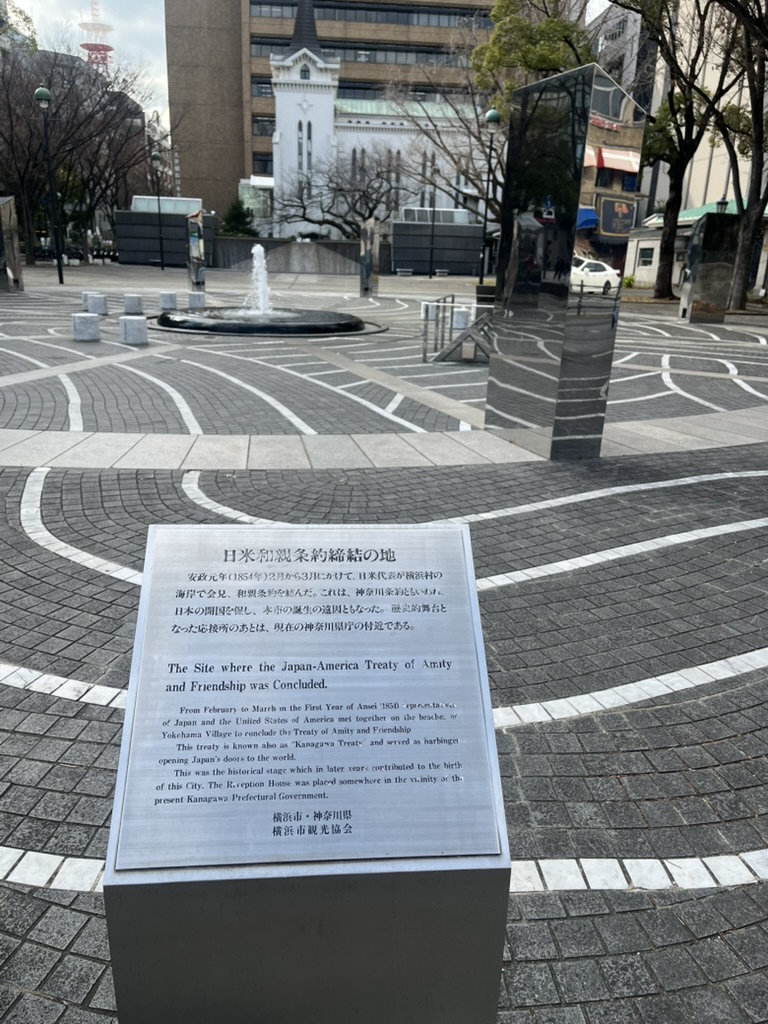 日米和親条約締結の地
安政元年(1854年)2月から3月にかけて、日米代表が横浜村の
海岸で会見、和親条約を結んだ。これは、神奈川条約ともいわれ、
日本の開国を促し、本市の誕生の遠因ともなった。歴史的舞台と
なった応接所のあとは、現在の神奈川県庁の付近である。
The Site where the Japan-America Treaty of Amity
and Friendship was Concluded.
From February to March in the First Year of Ansei (1854) representatives
of Japan and the United States of America met together on the beaches of
Yokohama Village to conclude the Treaty of Amity and Friendship
This treaty is known also as "Kanagawa Treaty" and served as harbinger
opening Japan's doors to the world.
This was the historical stage which in later years contributed to the birth
of this City. The Reception House was placed somewhere in the vicinity of the
present Kanagawa Prefectural Government.
横浜市・神奈川県
横浜市観光協会